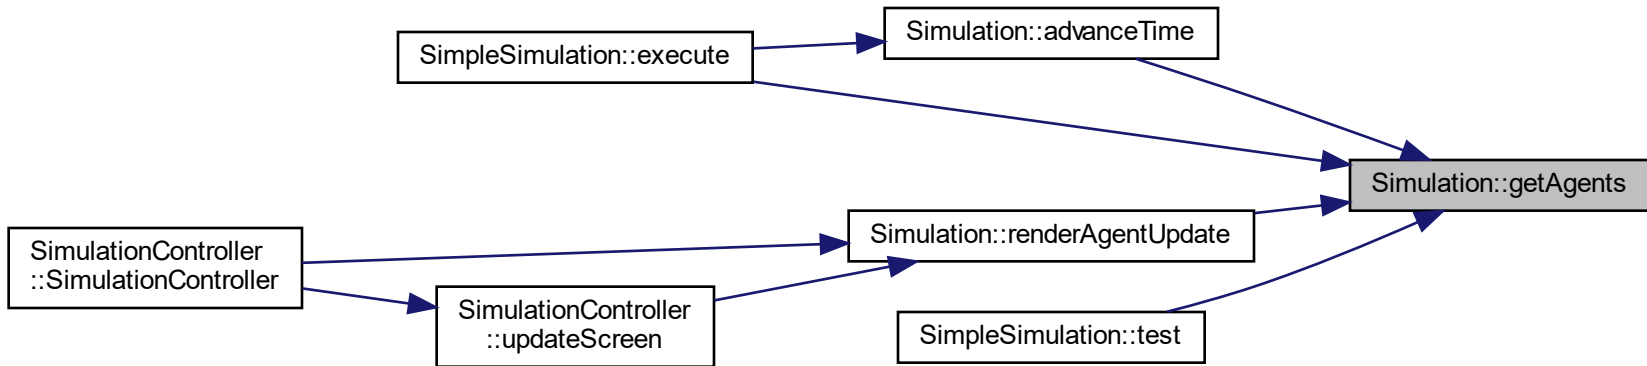 Simulation::advanceTime
SimpleSimulation::execute
Simulation::getAgents
Simulation::renderAgentUpdate
SimulationController
::SimulationController
SimulationController
::updateScreen
SimpleSimulation::test